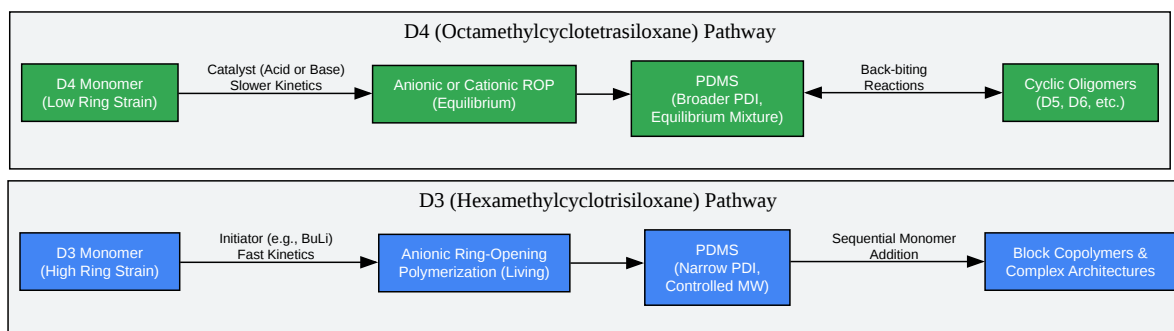 D4 (Octamethylcyclotetrasiloxane) Pathway
D4 Monomer
(Low Ring Strain)
Catalyst (Acid or Base)
Slower Kinetics
Anionic or Cationic ROP
(Equilibrium)
PDMS
(Broader PDI,
Equilibrium Mixture)
Back-biting
Reactions
Cyclic Oligomers
(D5, D6, etc.)
D3 (Hexamethylcyclotrisiloxane) Pathway
D3 Monomer
(High Ring Strain)
Initiator (e.g., BuLi)
Fast Kinetics
Anionic Ring-Opening
Polymerization (Living)
PDMS
(Narrow PDI,
Controlled MW)
Sequential Monomer
Addition
Block Copolymers &
Complex Architectures